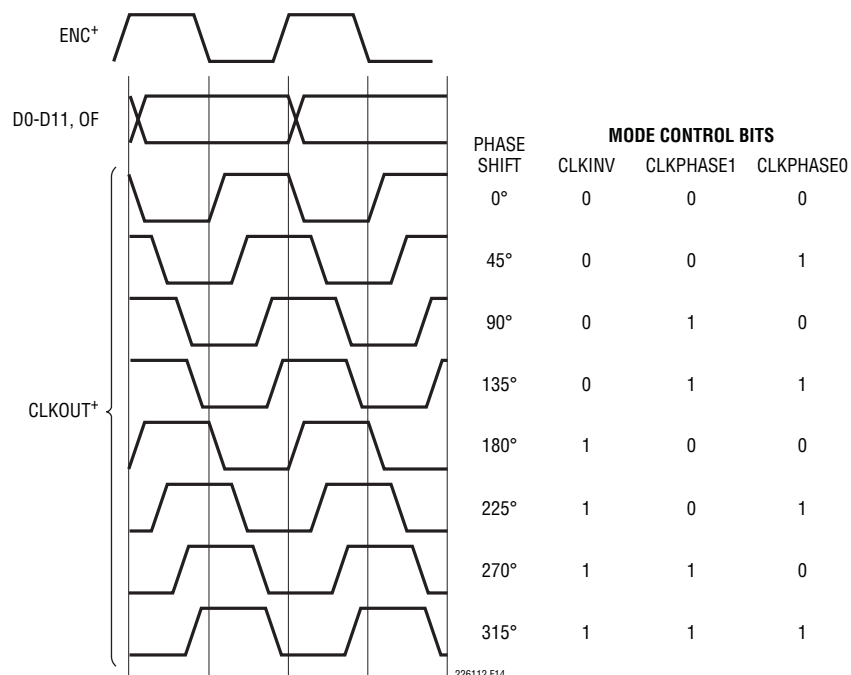 ENC+
D0-D11, OF
CLKOUT+
PHASE SHIFT
MODE CONTROL BITS
CLKINV CLKPHASE1 CLKPHASE0
0° 0 0 0
45° 0 0 1
90° 0 1 0
135° 0 1 1
180° 1 0 0
225° 1 0 1
270° 1 1 0
315° 1 1 1
226112 F14